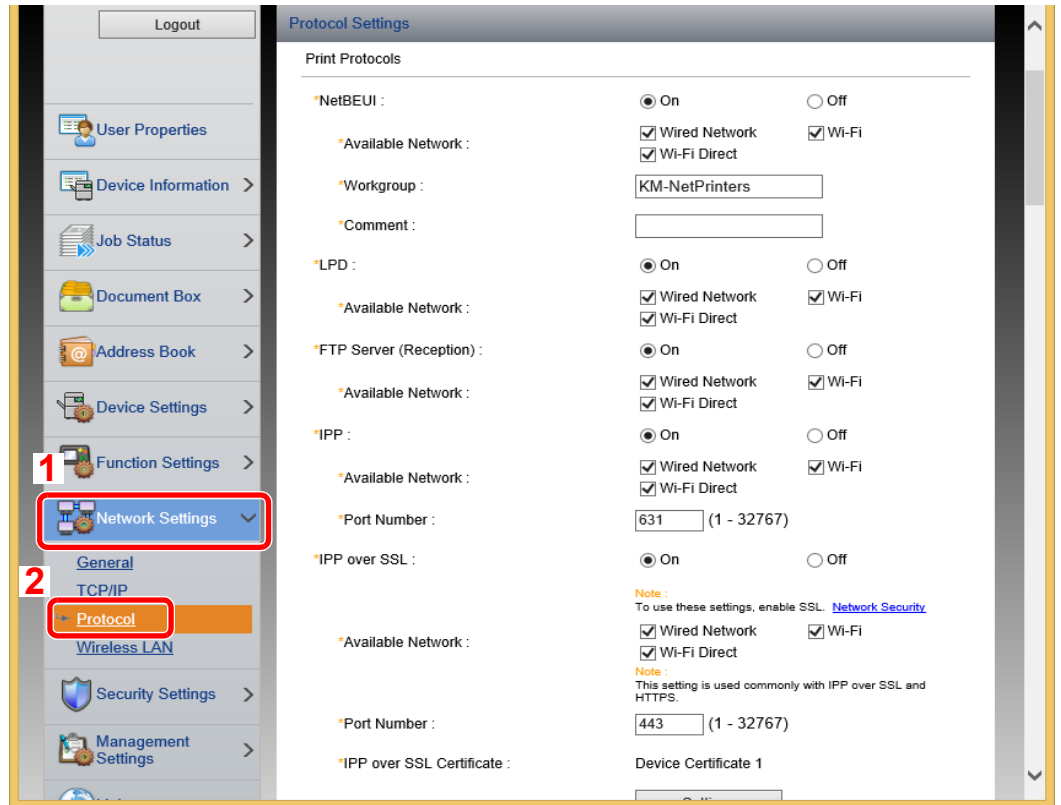 Logout
Protocol Settings
Print Protocols
*NetBEUI : On Off
*Available Network : Wired Network Wi-Fi
Wi-Fi Direct
*Workgroup : KM-NetPrinters
*Comment :
*LPD : On Off
*Available Network : Wired Network Wi-Fi
Wi-Fi Direct
*FTP Server (Reception) : On Off
*Available Network : Wired Network Wi-Fi
Wi-Fi Direct
*IPP : On Off
*Available Network : Wired Network Wi-Fi
Wi-Fi Direct
*Port Number : 631 (1 - 32767)
*IPP over SSL : On Off
Note :
To use these settings, enable SSL. Network Security
*Available Network : Wired Network Wi-Fi
Wi-Fi Direct
Note :
This setting is used commonly with IPP over SSL and
HTTPS.
*Port Number : 443 (1 - 32767)
*IPP over SSL Certificate : Device Certificate 1
User Properties
Device Information
Job Status
Document Box
Address Book
Device Settings
Function Settings
1
Network Settings
General
2
TCP/IP
Protocol
Wireless LAN
Security Settings
Management
Settings